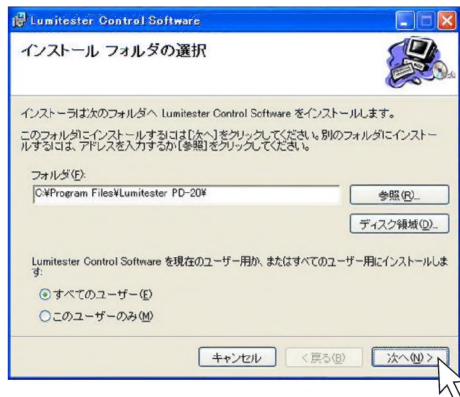 Lumitester Control Software
インストール フォルダの選択
インストーラは次のフォルダへ Lumitester Control Software をインストールします。
このフォルダにインストールするには[次へ]をクリックしてください。別のフォルダにインストー
ルするには、アドレスを入力するか[参照]をクリックしてください。
フォルダ(F):
C:¥Program Files¥Lumitester PD-20¥
参照(R)...
ディスク領域(D)...
Lumitester Control Software を現在のユーザー用か、またはすべてのユーザー用にインストールしま
す:
すべてのユーザー(E)
このユーザーのみ(M)
キャンセル
< 戻る(B)
次へ(N) >